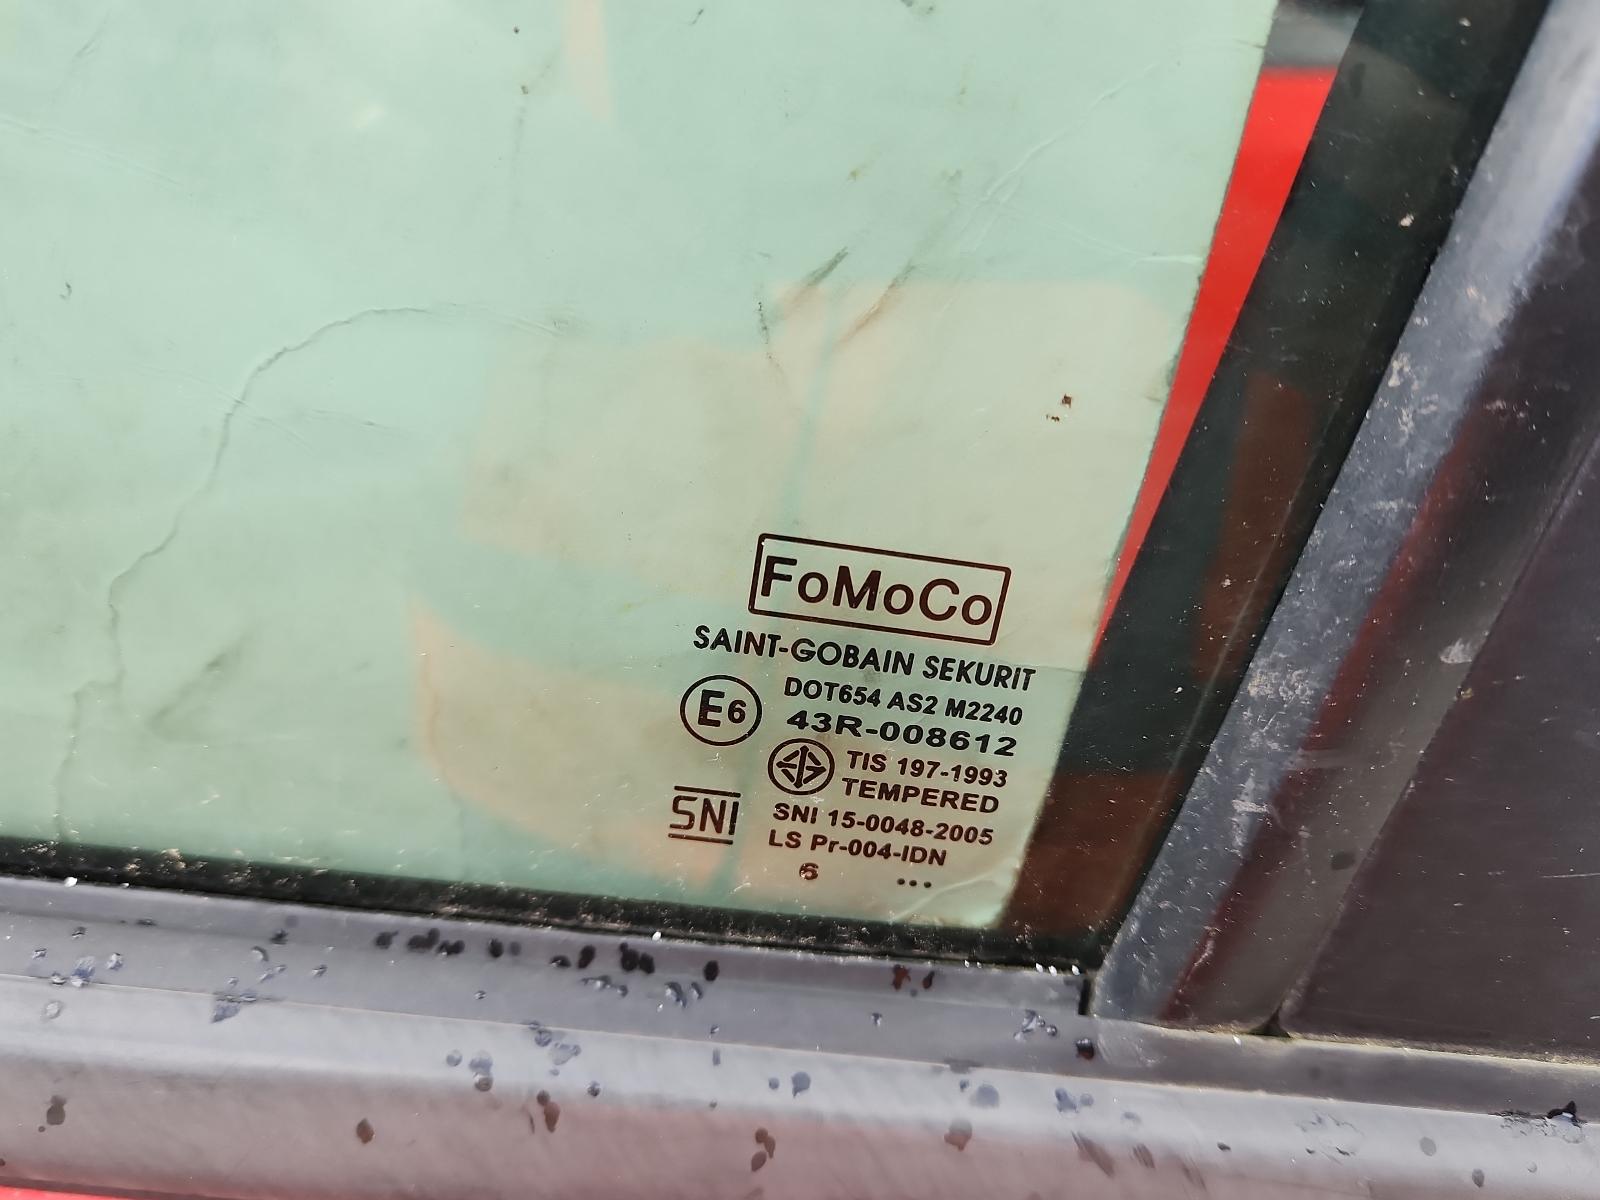 FoMoCo
SAINT-GOBAIN SEKURIT
E6
DOT654 AS2 M2240
43R-008612
TIS 197-1993
TEMPERED
SNI
SNI 15-0048-2005
LS Pr-004-IDN
6 ...